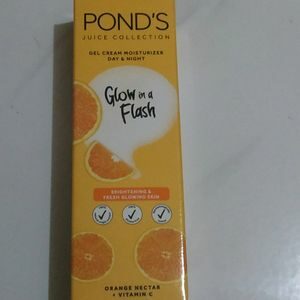 POND'S
JUICE COLLECTION
GEL CREAM MOISTURIZER
DAY & NIGHT
Glow in a
Flash
BRIGHTENING &
FRESH GLOWING SKIN
ORANGE NECTAR
+ VITAMIN C